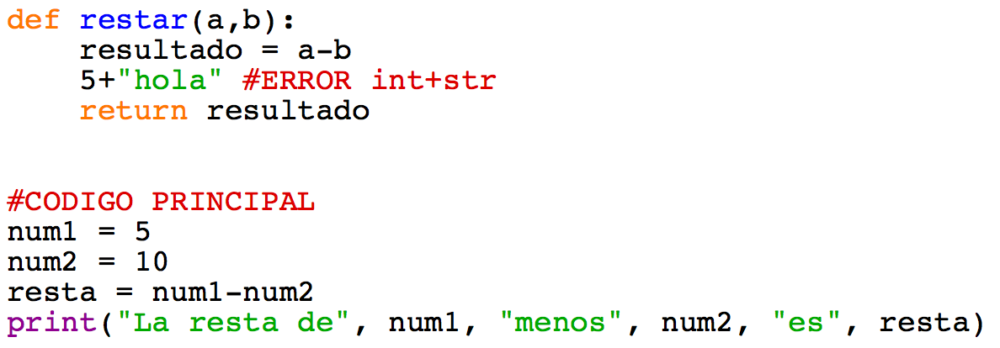 def restar(a,b):
    resultado = a-b
    5+"hola" #ERROR int+str
    return resultado
#CODIGO PRINCIPAL
num1 = 5
num2 = 10
resta = num1-num2
print("La resta de", num1, "menos", num2, "es", resta)